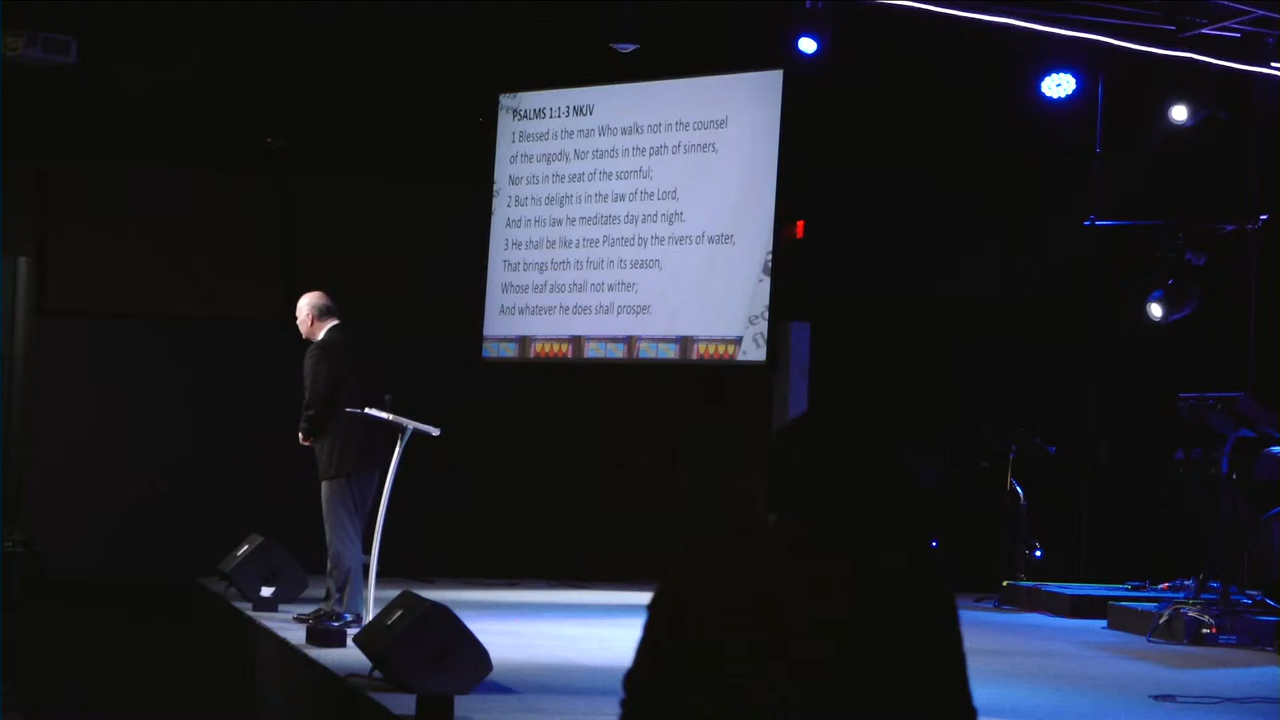 PSALMS 1:1-3 NKJV
1 Blessed is the man Who walks not in the counsel
of the ungodly, Nor stands in the path of sinners,
Nor sits in the seat of the scornful;
2 But his delight is in the law of the Lord,
And in His law he meditates day and night.
3 He shall be like a tree Planted by the rivers of water,
That brings forth its fruit in its season,
Whose leaf also shall not wither;
And whatever he does shall prosper.